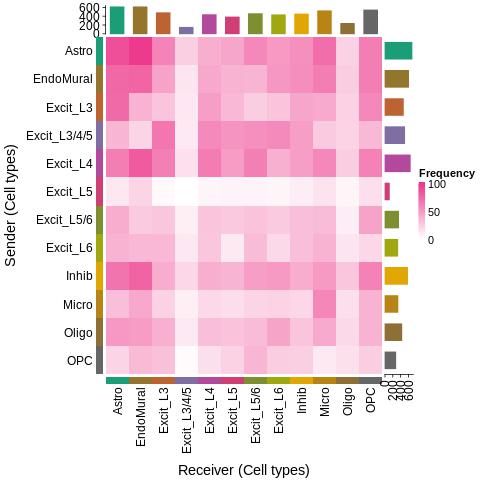 600
400
200
0
Astro
EndoMural
Excit_L3
Excit_L3/4/5
Excit_L4
Excit_L5
Excit_L5/6
Excit_L6
Inhib
Micro
Oligo
OPC
Sender (Cell types)
Frequency
100
50
0
0
200
400
600
Astro
EndoMural
Excit_L3
Excit_L3/4/5
Excit_L4
Excit_L5
Excit_L5/6
Excit_L6
Inhib
Micro
Oligo
OPC
Receiver (Cell types)